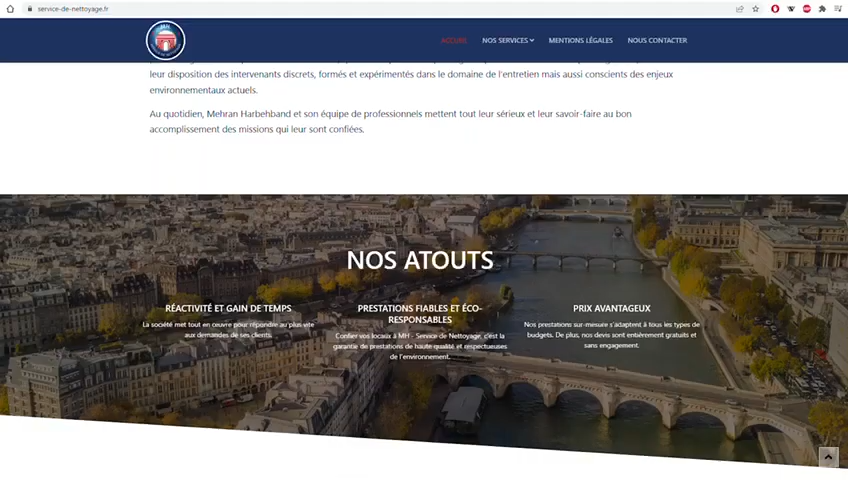 service-de-nettoyage.fr
ACCUEIL NOS SERVICES MENTIONS LÉGALES NOUS CONTACTER
MH
leur disposition des intervenants discrets, formés et expérimentés dans le domaine de l'entretien mais aussi conscients des enjeux
environnementaux actuels.
Au quotidien, Mehran Harbehband et son équipe de professionnels mettent tout leur sérieux et leur savoir-faire au bon
accomplissement des missions qui leur sont confiées.
NOS ATOUTS
RÉACTIVITÉ ET GAIN DE TEMPS
La société met tout en œuvre pour répondre au plus vite
aux demandes de ses clients.
PRESTATIONS FIABLES ET ÉCO-
RESPONSABLES
Confier vos locaux à MH - Service de Nettoyage, c'est la
garantie de prestations de haute qualité et respectueuses
de l'environnement.
PRIX AVANTAGEUX
Nos prestations sur-mesure s'adaptent à tous les types de
budgets. De plus, nos devis sont entièrement gratuits et
sans engagement.